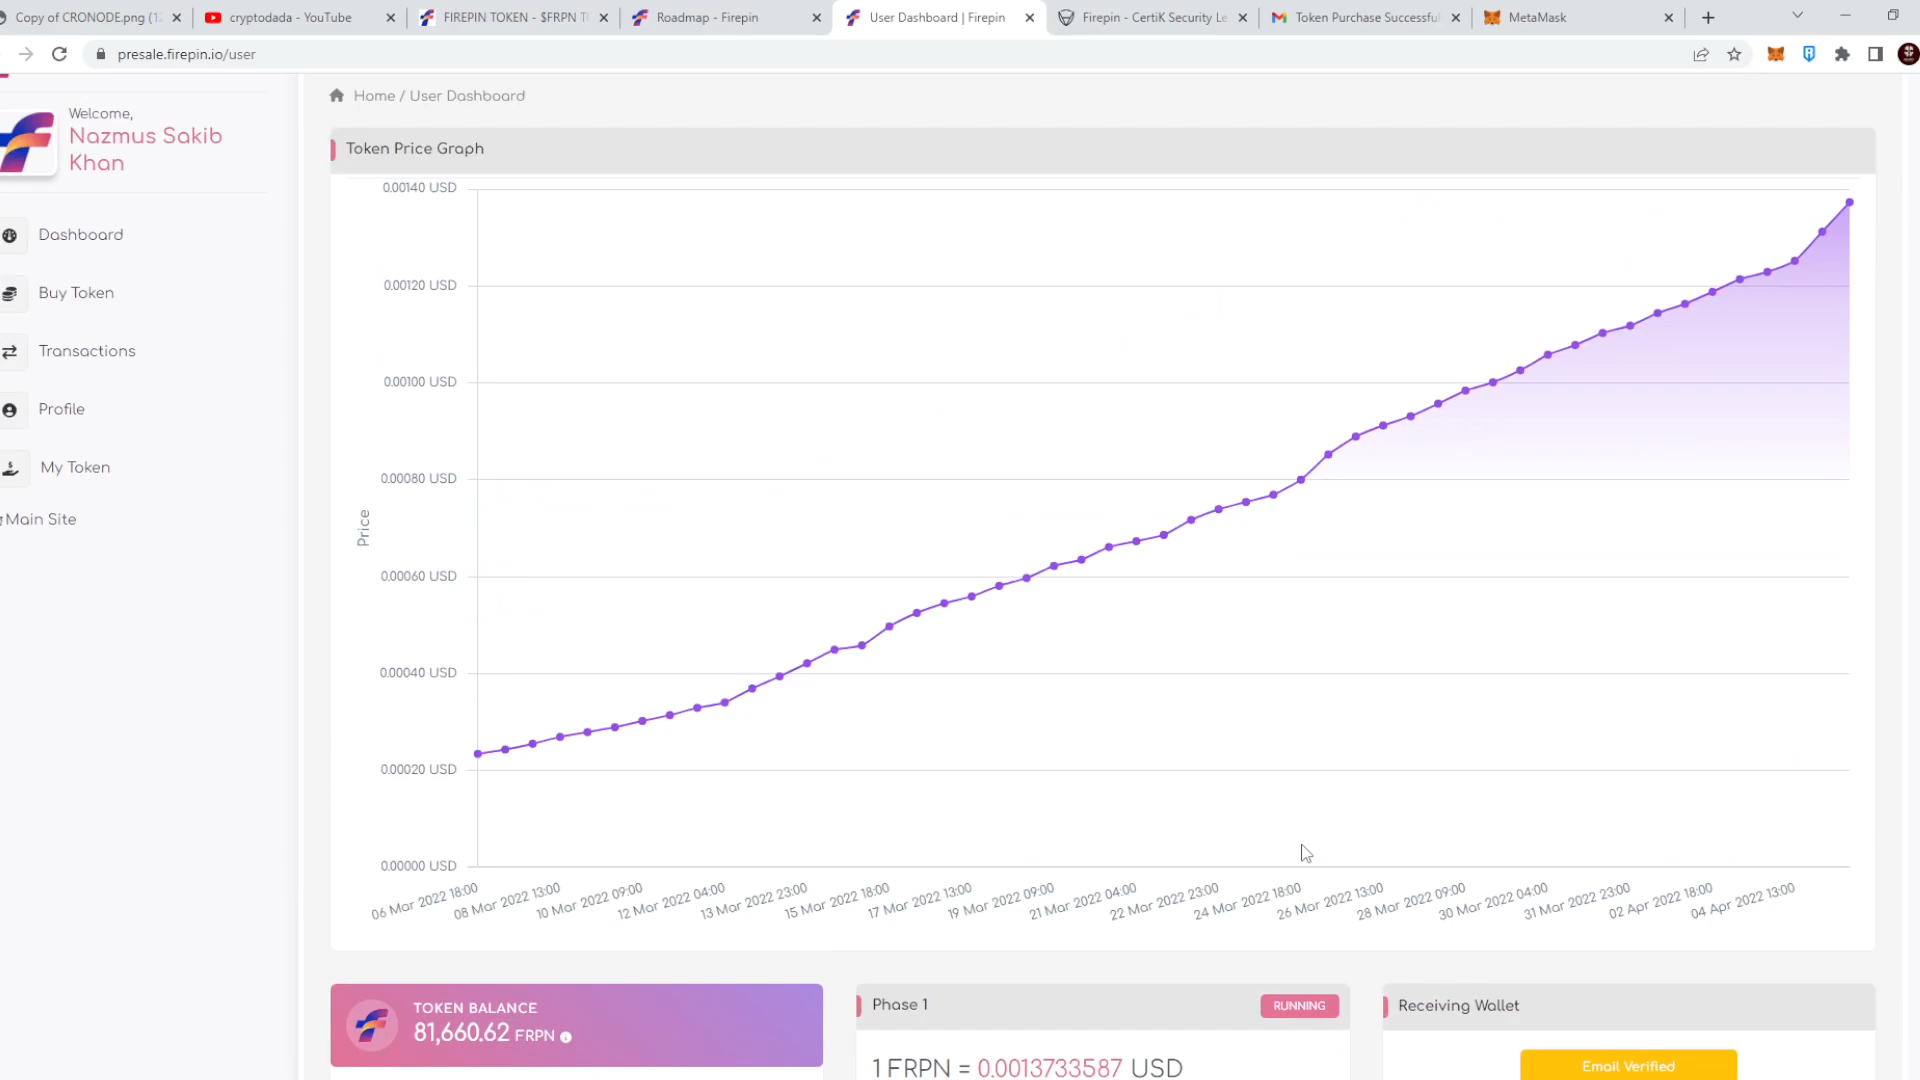 Copy of CRONODE.png (12
cryptodada - YouTube
FIREPIN TOKEN - $FRPN T
Roadmap - Firepin
User Dashboard | Firepin
Firepin - CertiK Security Le
Token Purchase Successful
MetaMask
presale.firepin.io/user
Welcome,
Nazmus Sakib
Khan
Dashboard
Buy Token
Transactions
Profile
My Token
Main Site
Home / User Dashboard
Token Price Graph
0.00140 USD
0.00120 USD
0.00100 USD
0.00080 USD
0.00060 USD
0.00040 USD
0.00020 USD
0.00000 USD
Price
06 Mar 2022 18:00
08 Mar 2022 13:00
10 Mar 2022 09:00
12 Mar 2022 04:00
13 Mar 2022 23:00
15 Mar 2022 18:00
17 Mar 2022 13:00
19 Mar 2022 09:00
21 Mar 2022 04:00
22 Mar 2022 23:00
24 Mar 2022 18:00
26 Mar 2022 13:00
28 Mar 2022 09:00
30 Mar 2022 04:00
31 Mar 2022 23:00
02 Apr 2022 18:00
04 Apr 2022 13:00
TOKEN BALANCE
81,660.62 FRPN
Phase 1
RUNNING
1 FRPN = 0.0013733587 USD
Receiving Wallet
Email Verified